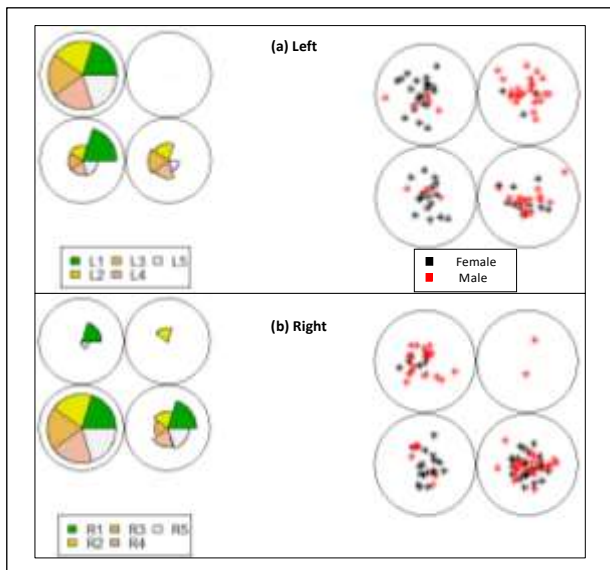 (a) Left
L1 L3 L5
L2 L4
Female
Male
(b) Right
R1 R3 R5
R2 R4